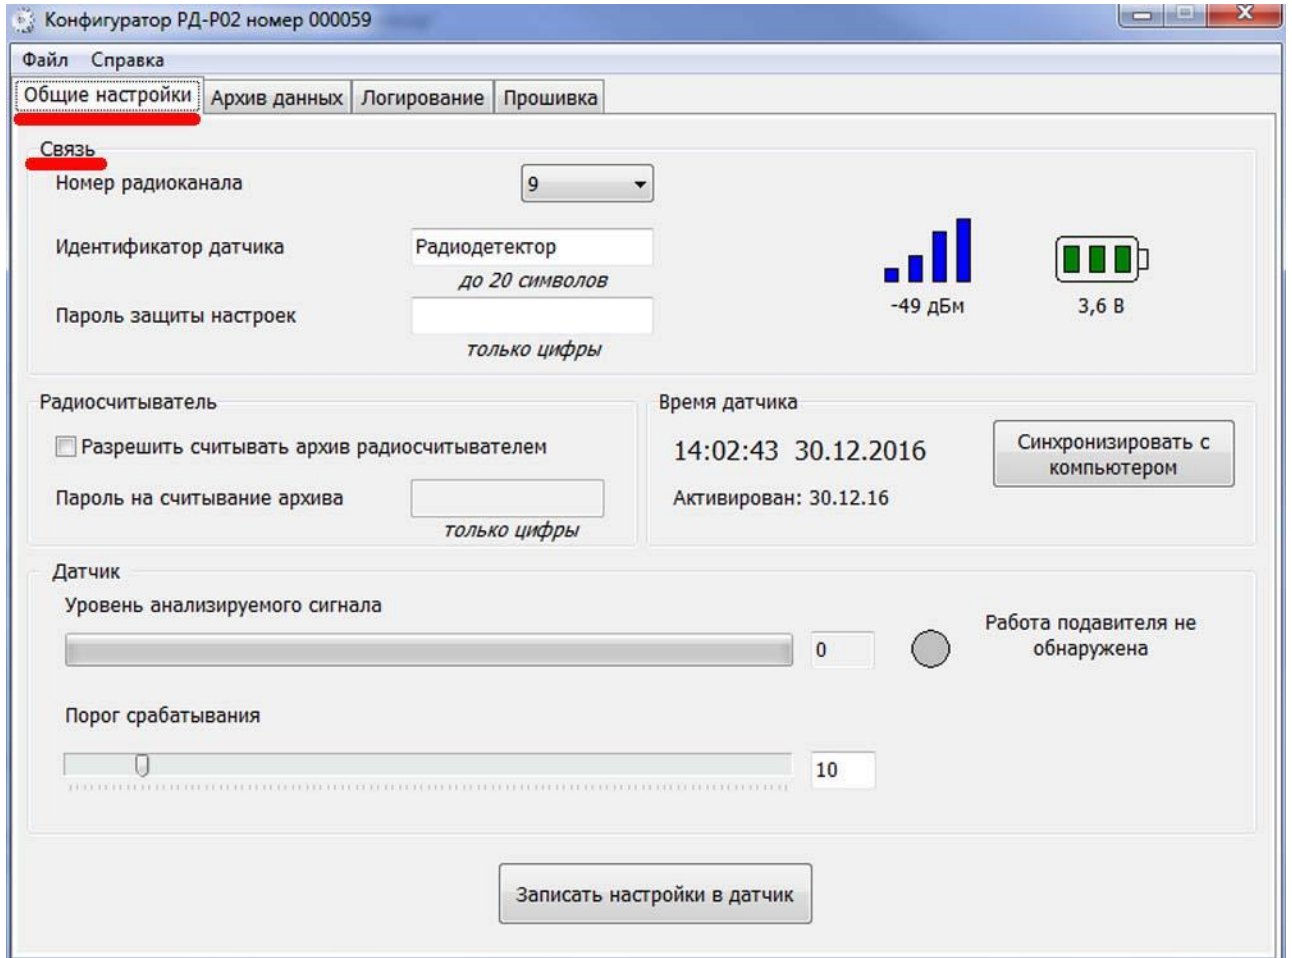 Конфигуратор РД-Р02 номер 000059
Файл Справка
Общие настройки Архив данных Логирование Прошивка
Связь
Номер радиоканала 9
Идентификатор датчика Радиодетектор
до 20 символов
Пароль защиты настроек
только цифры
-49 дБм 3,6 В
Радиосчитыватель
Разрешить считывать архив радиосчитывателем
Пароль на считывание архива
только цифры
Время датчика
14:02:43 30.12.2016
Активирован: 30.12.16
Синхронизировать с
компьютером
Датчик
Уровень анализируемого сигнала
0
Работа подавителя не
обнаружена
Порог срабатывания
10
Записать настройки в датчик